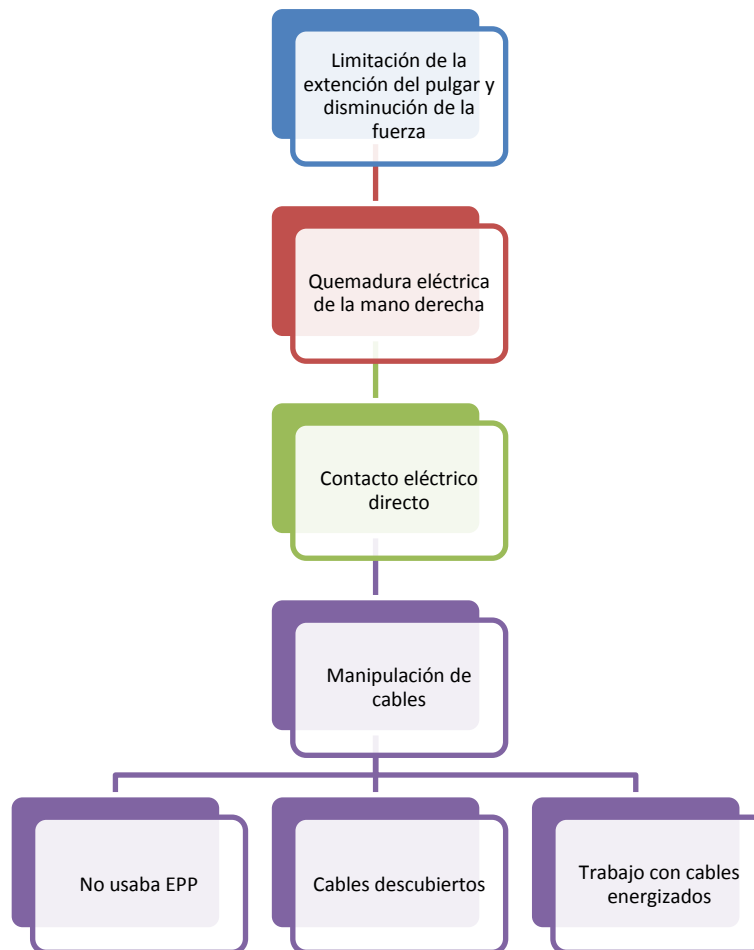 Limitación de la
extención del pulgar y
disminución de la
fuerza
Quemadura eléctrica
de la mano derecha
Contacto eléctrico
directo
Manipulación de
cables
No usaba EPP
Cables descubiertos
Trabajo con cables
energizados